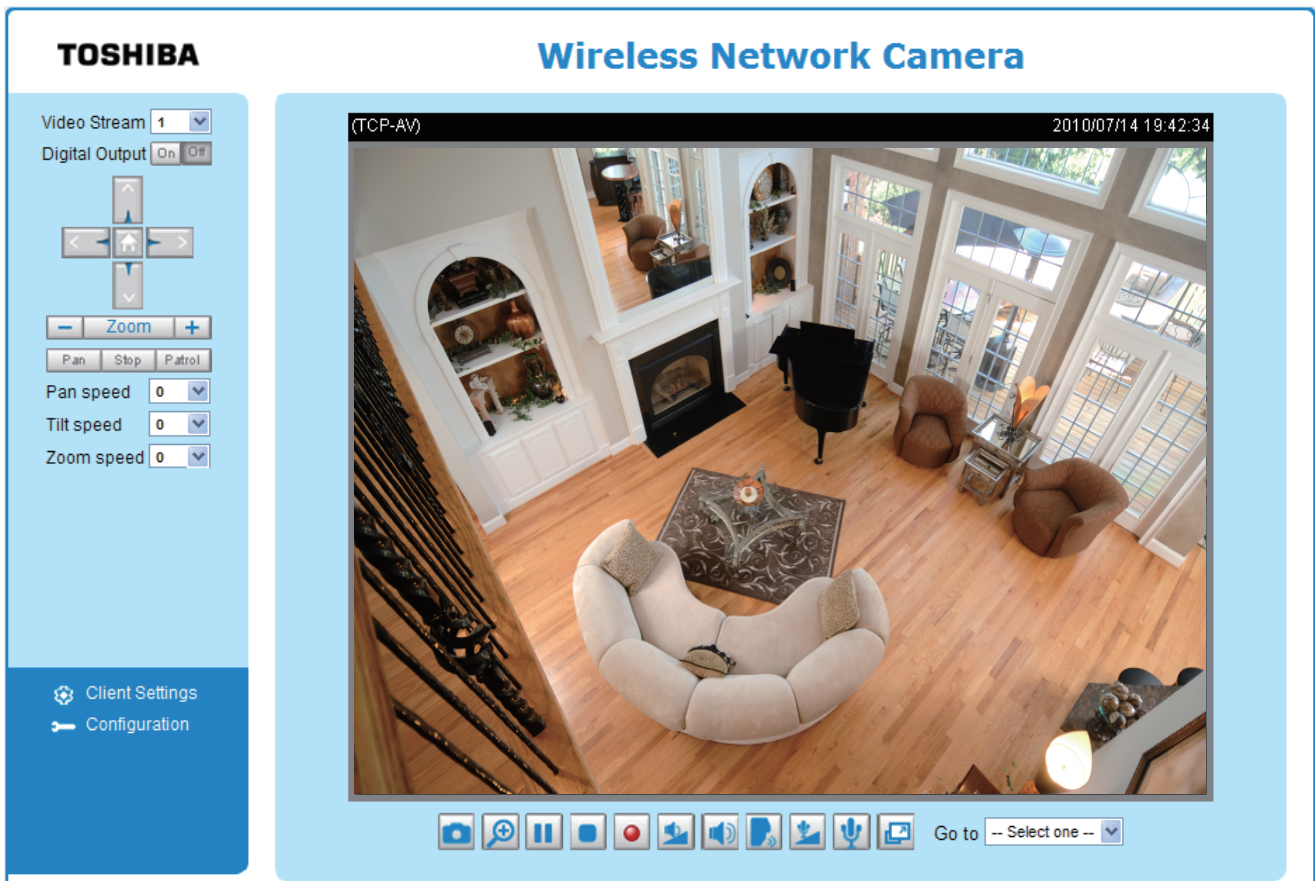 TOSHIBA
Wireless Network Camera
Video Stream 1
Digital Output On Off
Zoom
Pan Stop Patrol
Pan speed 0
Tilt speed 0
Zoom speed 0
Client Settings
Configuration
(TCP-AV) 2010/07/14 19:42:34
Go to -- Select one --